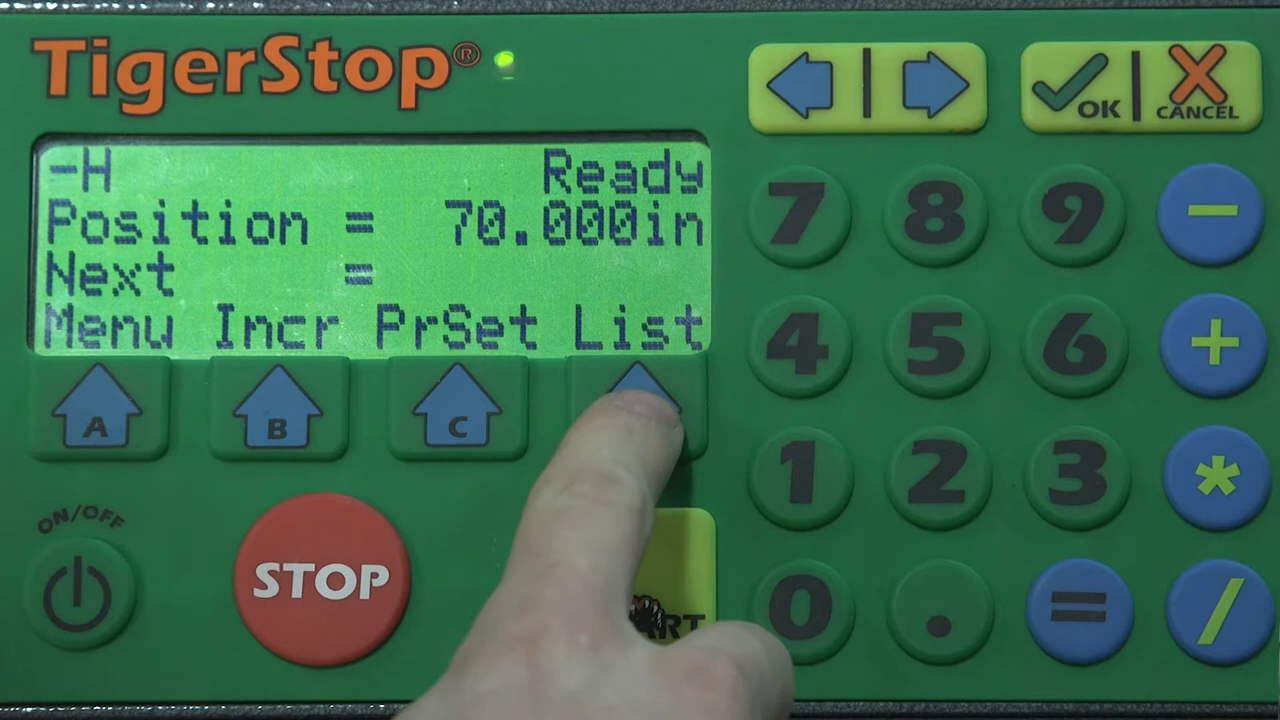 TigerStop®
-H Ready
Position = 70.000in
Next =
Menu Incr PrSet List
A B C
ON/OFF
STOP
OK CANCEL
7 8 9 -
4 5 6 +
1 2 3 *
0 . = /